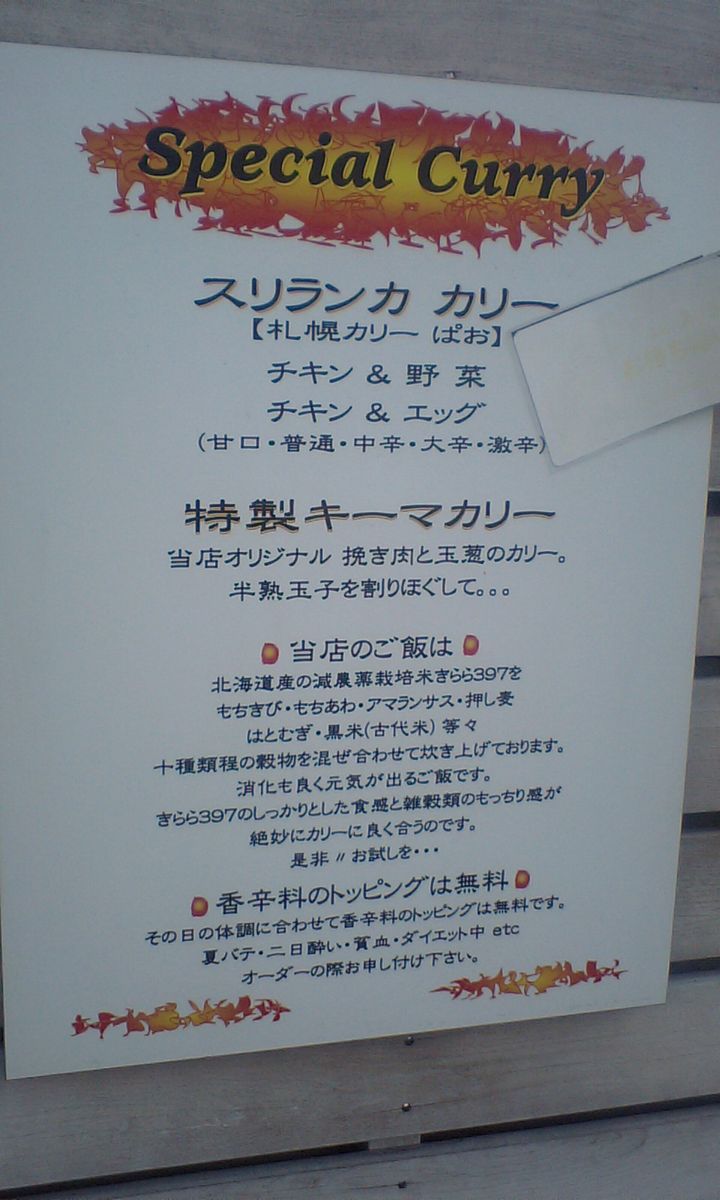 Special Curry
スリランカ カリー
【札幌カリー ぱお】
チキン & 野菜
チキン & エッグ
(甘口・普通・中辛・大辛・激辛)
特製キーマカリー
当店オリジナル 挽き肉と玉葱のカリー。
半熟玉子を割りほぐして。。。
当店のご飯は
北海道産の減農薬栽培米きらら397を
もちきび・もちあわ・アマランサス・押し麦
はとむぎ・黒米(古代米) 等々
十種類程の穀物を混ぜ合わせて炊き上げております。
消化も良く元気が出るご飯です。
きらら397のしっかりとした食感と雑穀類のもっちり感が
絶妙にカリーに良く合うのです。
是非〃お試しを・・・
香辛料のトッピングは無料
その日の体調に合わせて香辛料のトッピングは無料です。
夏バテ・二日酔い・貧血・ダイエット中 etc
オーダーの際お申し付け下さい。